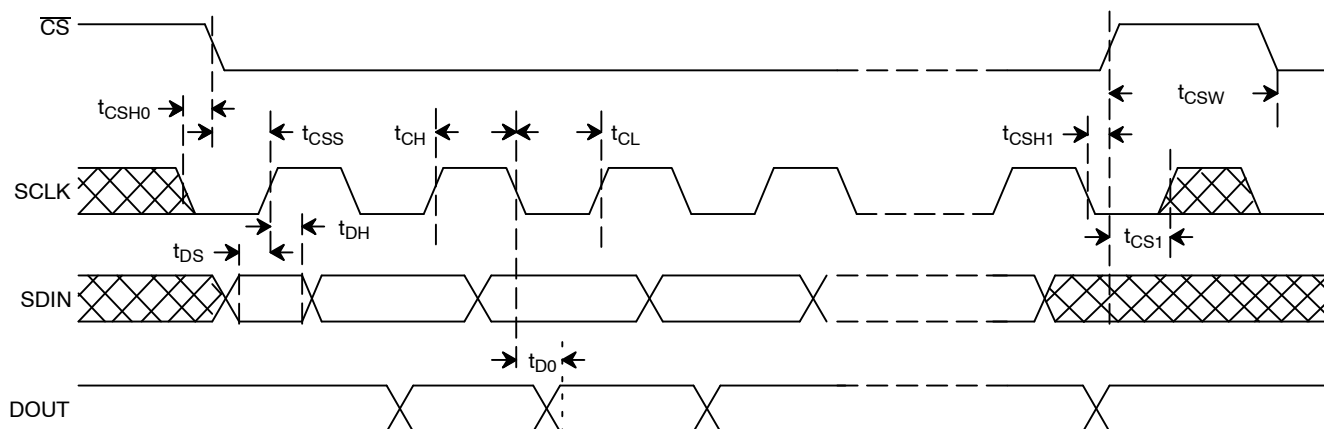 CS
tCSH0
tCSS
tCH
tCL
tCSH1
tCSW
SCLK
tDS
tDH
tCS1
SDIN
tD0
DOUT